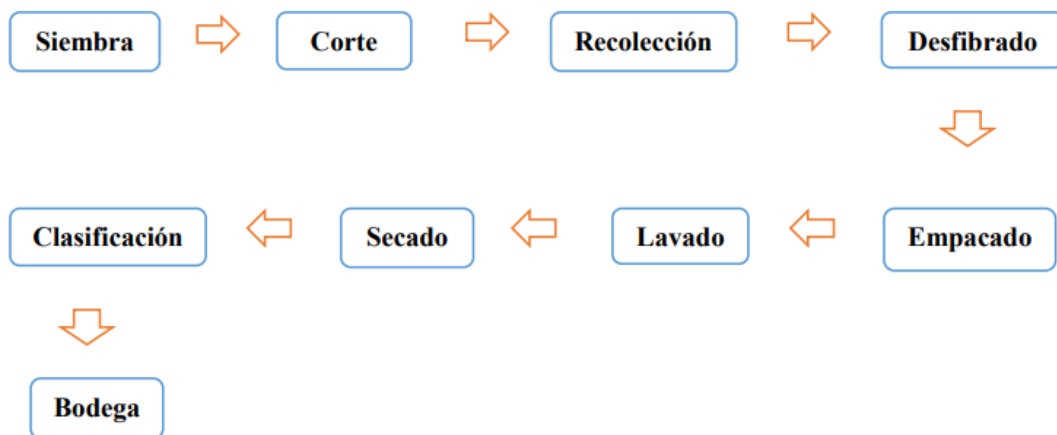 Siembra
Corte
Recolección
Desfibrado
Empacado
Lavado
Secado
Clasificación
Bodega